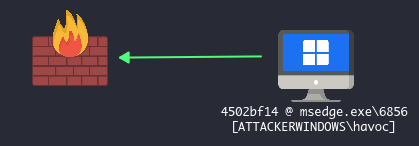 4502bf14 @ msedge.exe\6856
[ATTACKERWINDOWS\havoc]